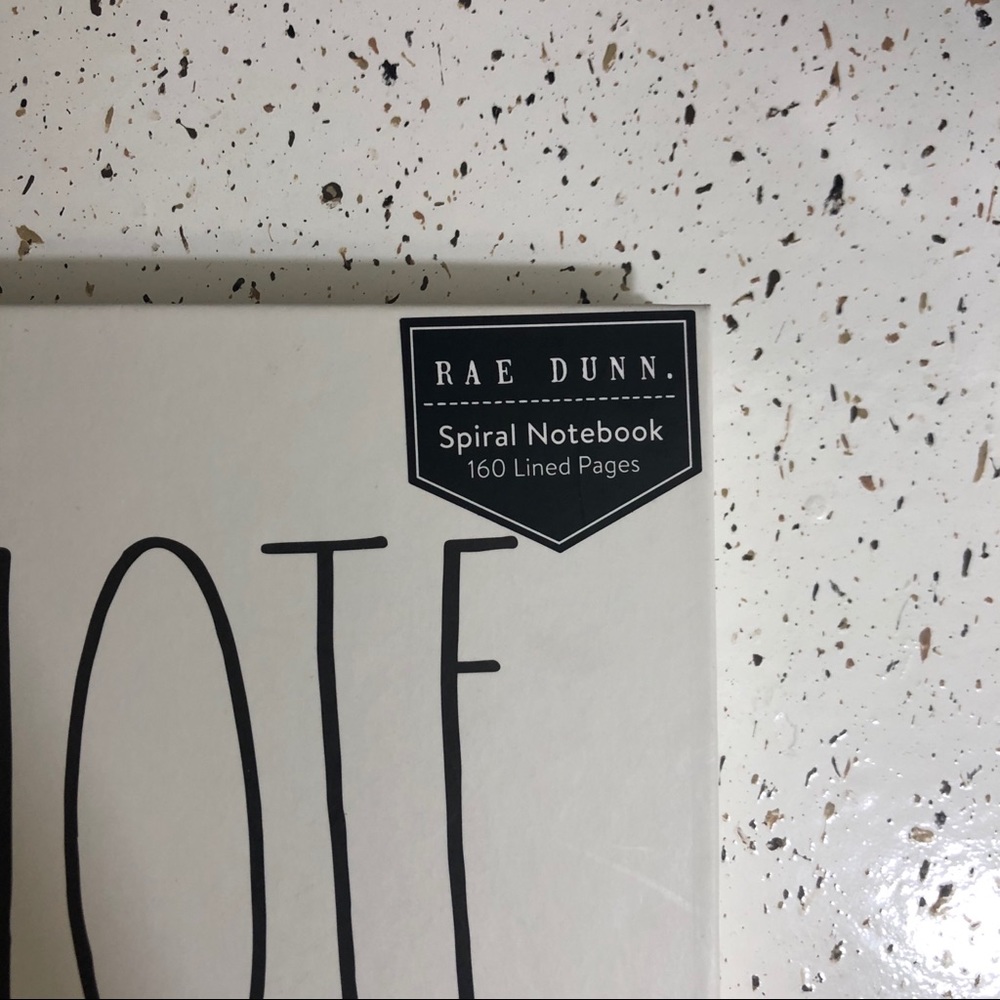 RAE DUNN.
Spiral Notebook
160 Lined Pages
OTE